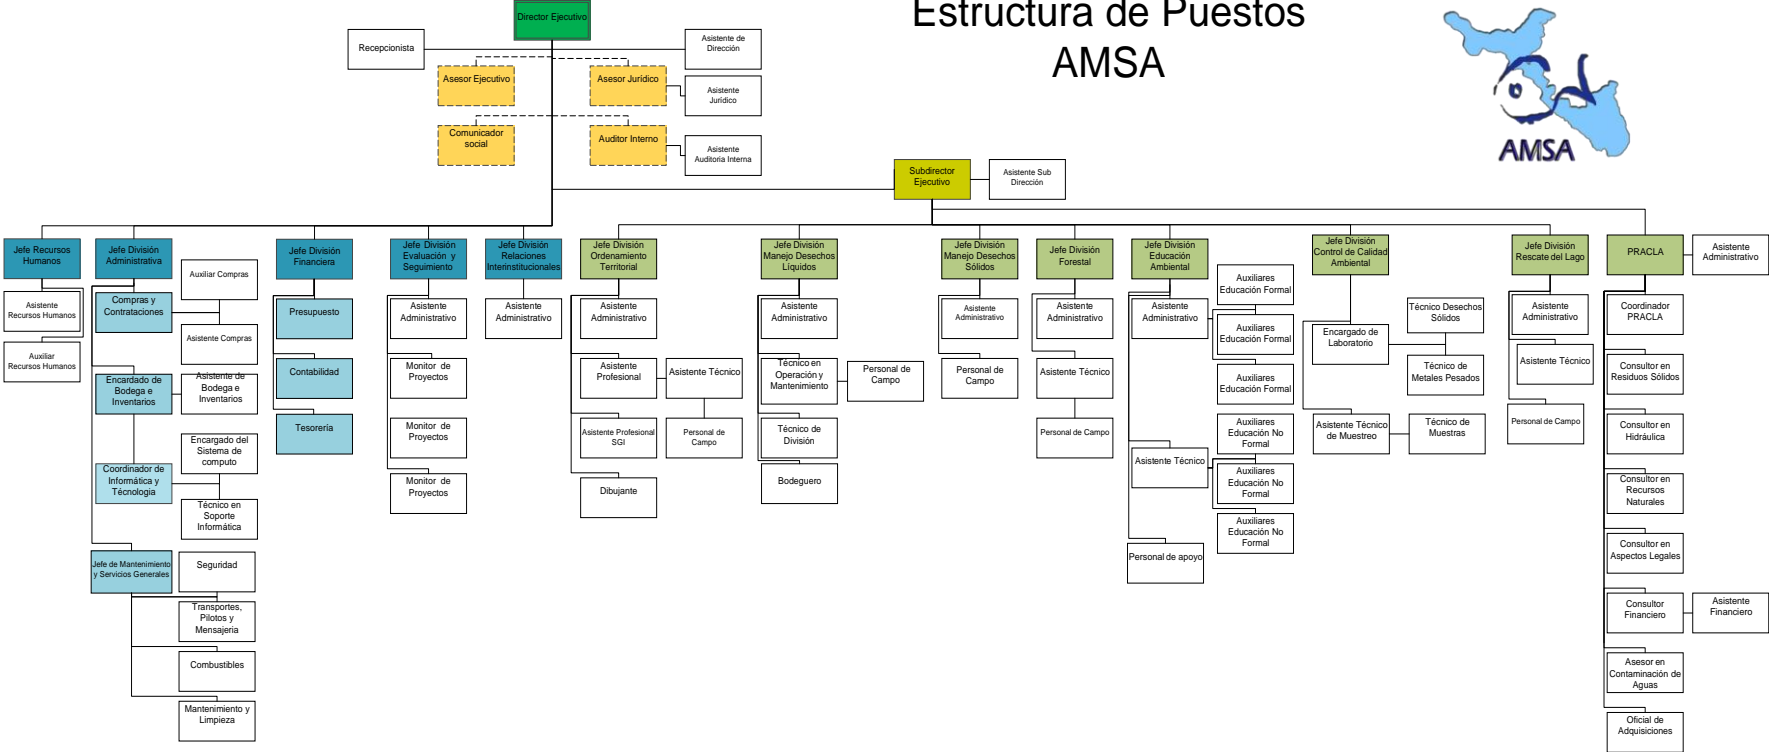 Estructura de Puestos
AMSA
AMSA
Director Ejecutivo
Recepcionista
Asistente de
Dirección
Asesor Ejecutivo
Asesor Jurídico
Asistente
Jurídico
Comunicador
social
Auditor Interno
Asistente
Auditoria Interna
Subdirector
Ejecutivo
Asistente Sub
Dirección
Jefe Recursos
Humanos
Asistente
Recursos Humanos
Auxiliar
Recursos Humanos
Jefe División
Administrativa
Compras y
Contrataciones
Auxiliar Compras
Asistente Compras
Encardado de
Bodega e
Inventarios
Asistente de
Bodega e
Inventarios
Coordinador de
Informática y
Técnologia
Encargado del
Sistema de
computo
Técnico en
Soporte
Informática
Jefe de Mantenimiento
y Servicios Generales
Seguridad
Transportes,
Pilotos y
Mensajeria
Combustibles
Mantenimiento y
Limpieza
Jefe División
Financiera
Presupuesto
Contabilidad
Tesorería
Jefe División
Evaluación y
Seguimiento
Asistente
Administrativo
Monitor de
Proyectos
Monitor de
Proyectos
Monitor de
Proyectos
Jefe División
Relaciones
Interinstitucionales
Asistente
Administrativo
Jefe División
Ordenamiento
Territorial
Asistente
Administrativo
Asistente
Profesional
Asistente Técnico
Asistente Profesional
SGI
Personal de
Campo
Dibujante
Jefe División
Manejo Desechos
Líquidos
Asistente
Administrativo
Técnico en
Operación y
Mantenimiento
Personal de
Campo
Técnico de
División
Bodeguero
Jefe División
Manejo Desechos
Sólidos
Asistente
Administrativo
Personal de
Campo
Jefe División
Forestal
Asistente
Administrativo
Asistente Técnico
Personal de Campo
Jefe División
Educación
Ambiental
Asistente
Administrativo
Auxiliares
Educación Formal
Auxiliares
Educación Formal
Auxiliares
Educación Formal
Asistente Técnico
Auxiliares
Educación No
Formal
Auxiliares
Educación No
Formal
Auxiliares
Educación No
Formal
Personal de apoyo
Jefe División
Control de Calidad
Ambiental
Encargado de
Laboratorio
Técnico Desechos
Sólidos
Técnico de
Metales Pesados
Asistente Técnico
de Muestreo
Técnico de
Muestras
Jefe División
Rescate del Lago
Asistente
Administrativo
Asistente Técnico
Personal de Campo
PRACLA
Asistente
Administrativo
Coordinador
PRACLA
Consultor en
Residuos Sólidos
Consultor en
Hidráulica
Consultor en
Recursos
Naturales
Consultor en
Aspectos Legales
Consultor
Financiero
Asistente
Financiero
Asesor en
Contaminación de
Aguas
Oficial de
Adquisiciones